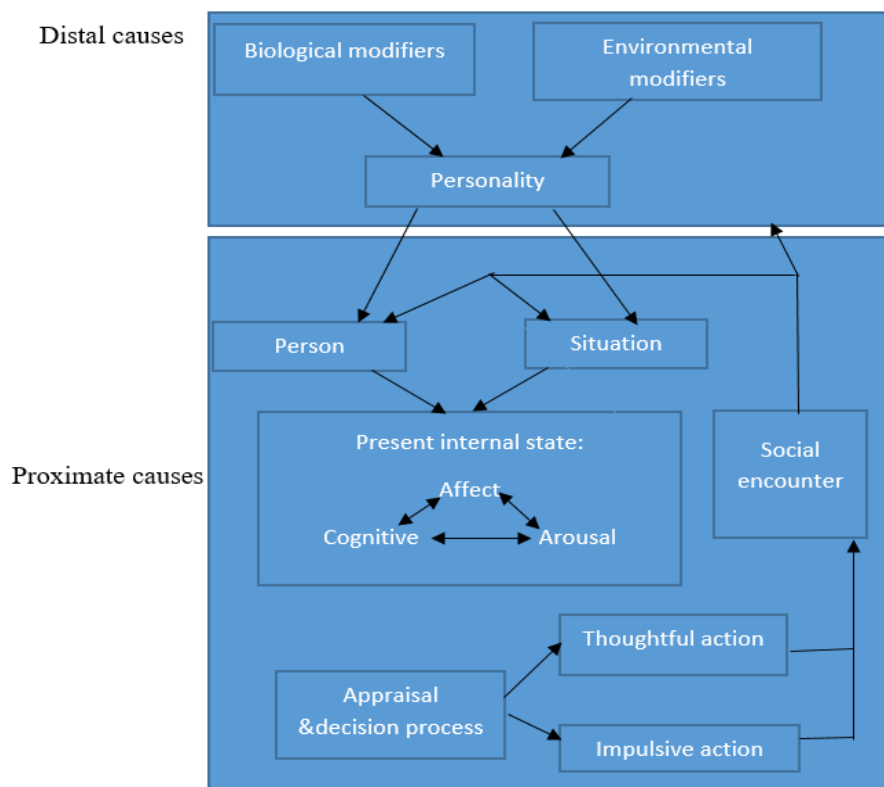 Distal causes
Biological modifiers
Environmental
modifiers
Personality
Person
Situation
Proximate causes
Present internal state:
Affect
Cognitive
Arousal
Social
encounter
Thoughtful action
Appraisal
&decision process
Impulsive action